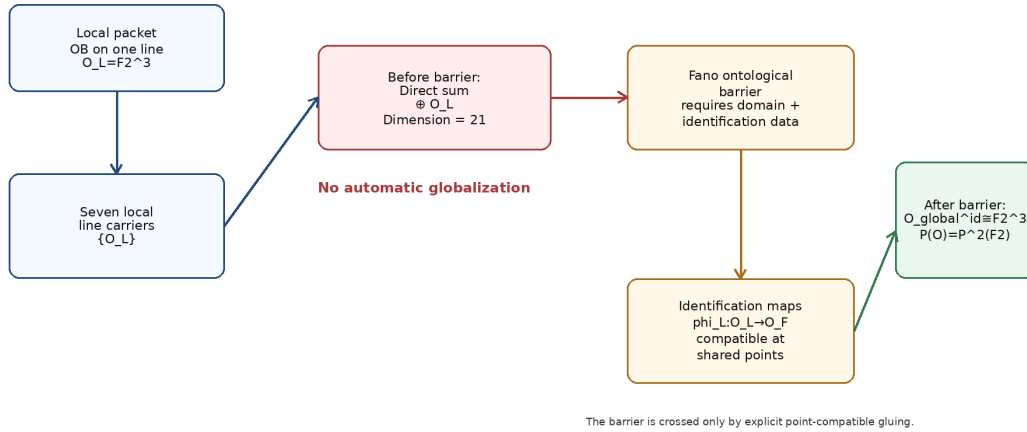 Local packet
OB on one line
O_L=F2^3
Seven local
line carriers
{O_L}
Before barrier:
Direct sum
⊕ O_L
Dimension = 21
No automatic globalization
Fano ontological
barrier
requires domain +
identification data
Identification maps
phi_L:O_L→O_F
compatible at
shared points
After barrier:
O_global^id≅F2^3
P(O)=P^2(F2)
The barrier is crossed only by explicit point-compatible gluing.